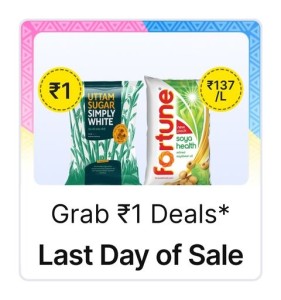 ₹1
UTTAM
SUGAR
SIMPLY
WHITE
fortune
soya
health
₹137
/L
Grab ₹1 Deals*
Last Day of Sale